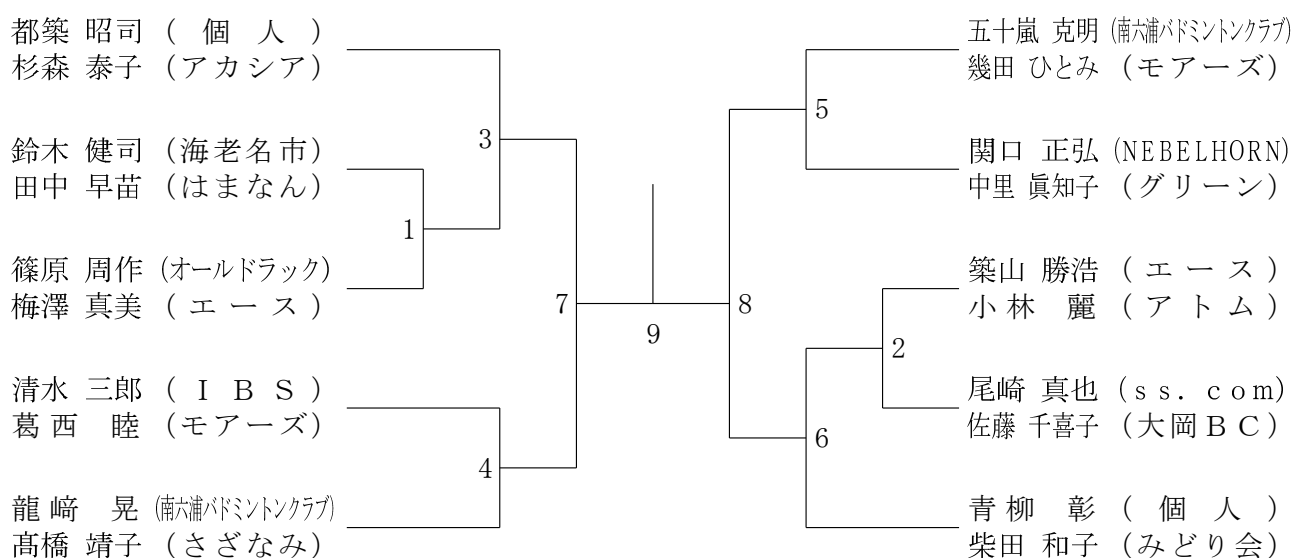 都築 昭司 (個人)
杉森 泰子 (アカシア)
鈴木 健司 (海老名市)
田中 早苗 (はまなん)
篠原 周作 (オールドラック)
梅澤 真美 (エース)
清水 三郎 (ＩＢＳ)
葛西 睦 (モアーズ)
龍﨑 晃 (南六浦バドミントンクラブ)
髙橋 靖子 (さざなみ)
1
3
4
7
9
8
5
6
2
五十嵐 克明 (南六浦バドミントンクラブ)
幾田 ひとみ (モアーズ)
関口 正弘 (NEBELHORN)
中里 眞知子 (グリーン)
築山 勝浩 (エース)
小林 麗 (アトム)
尾崎 真也 (ss．com)
佐藤 千喜子 (大岡ＢＣ)
青柳 彰 (個人)
柴田 和子 (みどり会)